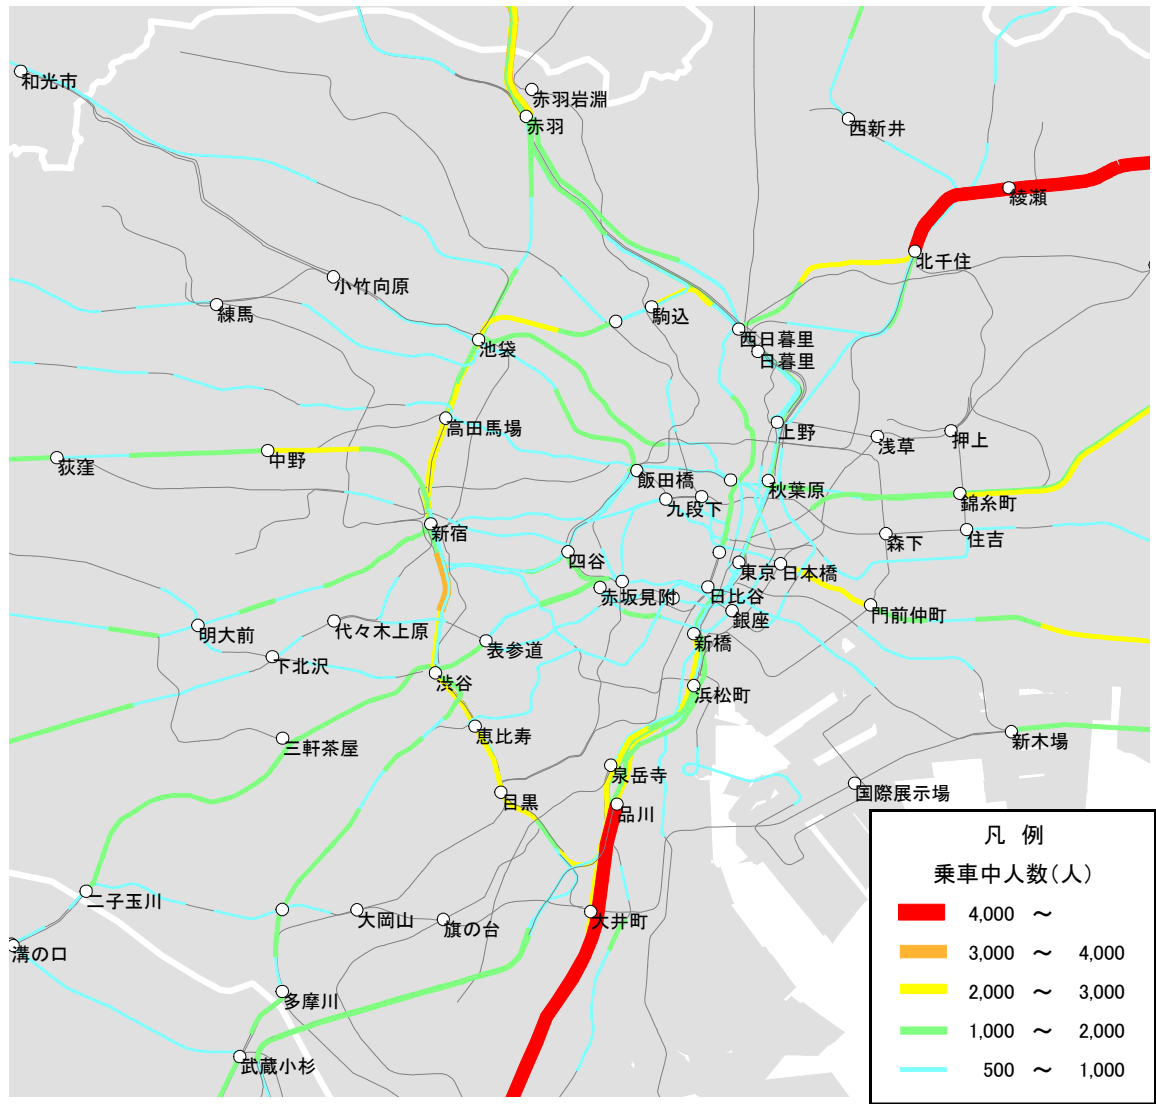 和光市
赤羽岩淵
赤羽
西新井
綾瀬
北千住
小竹向原
練馬
駒込
西日暮里
池袋
日暮里
高田馬場
上野
浅草
押上
中野
荻窪
飯田橋
秋葉原
九段下
錦糸町
新宿
森下
住吉
四谷
東京
日本橋
赤坂見附
日比谷
銀座
門前仲町
明大前
代々木上原
新橋
表参道
下北沢
渋谷
浜松町
恵比寿
三軒茶屋
新木場
泉岳寺
国際展示場
目黒
品川
二子玉川
大岡山
旗の台
大井町
溝の口
多摩川
武蔵小杉
凡 例
乗車中人数(人)
4,000 ～
3,000 ～ 4,000
2,000 ～ 3,000
1,000 ～ 2,000
500 ～ 1,000